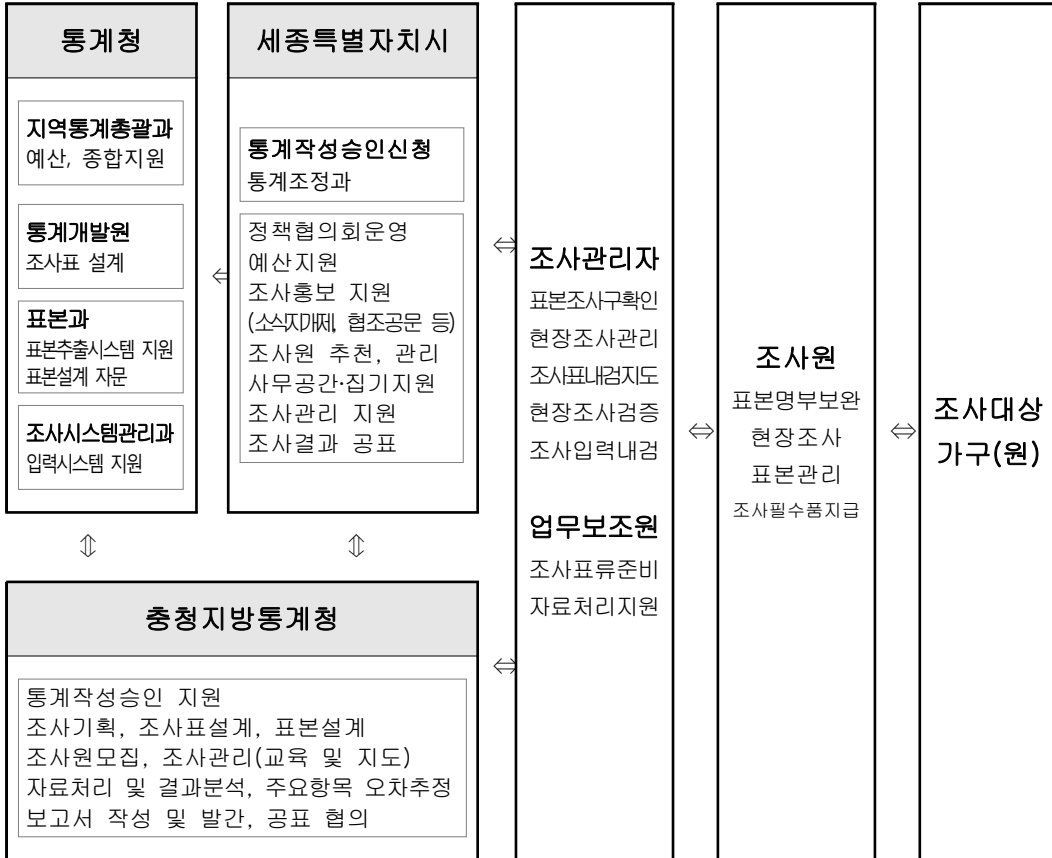 통계청
지역통계총괄과
예산, 종합지원
통계개발원
조사표 설계
표본과
표본추출시스템 지원
표본설계 자문
조사시스템관리과
입력시스템 지원
⇔
세종특별자치시
통계작성승인신청
통계조정과
정책협의회운영
예산지원
조사홍보 지원
(소식지게재, 협조공문 등)
조사원 추천, 관리
사무공간·집기지원
조사관리 지원
조사결과 공표
⇕
⇕
충청지방통계청
통계작성승인 지원
조사기획, 조사표설계, 표본설계
조사원모집, 조사관리(교육 및 지도)
자료처리 및 결과분석, 주요항목 오차추정
보고서 작성 및 발간, 공표 협의
⇔
⇔
조사관리자
표본조사구확인
현장조사관리
조사표내검지도
현장조사검증
조사입력내검
업무보조원
조사표류준비
자료처리지원
⇔
조사원
표본명부보완
현장조사
표본관리
조사필수품지급
⇔
조사대상
가구(원)